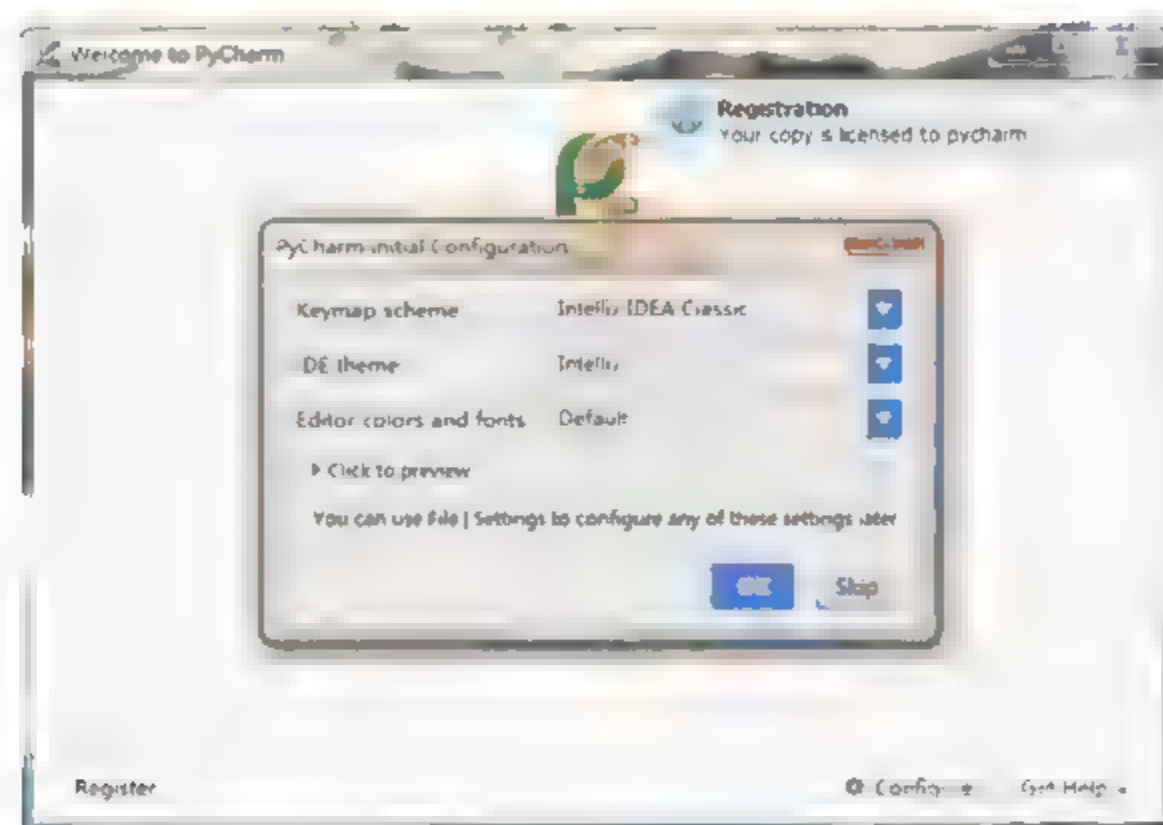 Welcome to PyCharm
Registration
Your copy is licensed to pycharm
PyCharm Initial Configuration
Keymap scheme
IntelliJ IDEA Classic
IDE theme
IntelliJ
Editor colors and fonts
Default
Click to preview
You can use File | Settings to configure any of these settings later
OK
Skip
Register
Configure
Get Help